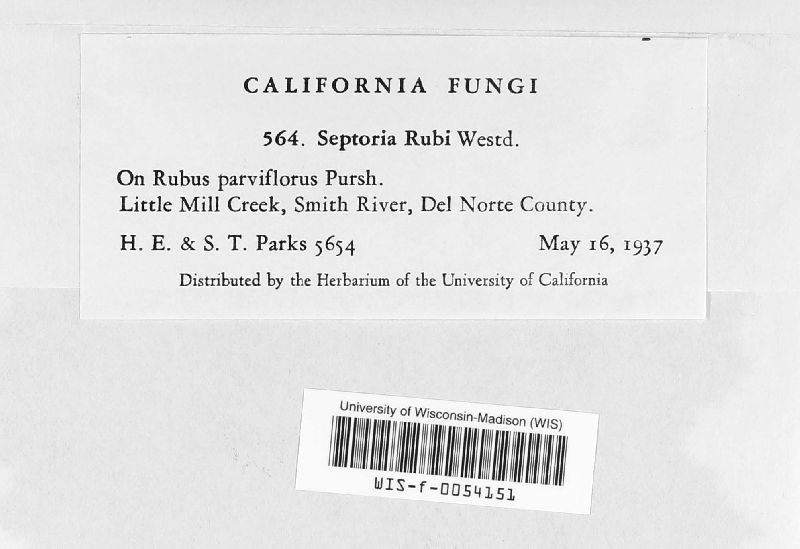 CALIFORNIA FUNGI
564. Septoria Rubi Westd.
On Rubus parviflorus Pursh.
Little Mill Creek, Smith River, Del Norte County.
H. E. & S. T. Parks 5654 May 16, 1937
Distributed by the Herbarium of the University of California
University of Wisconsin-Madison (WIS)
WIS-f-0054151